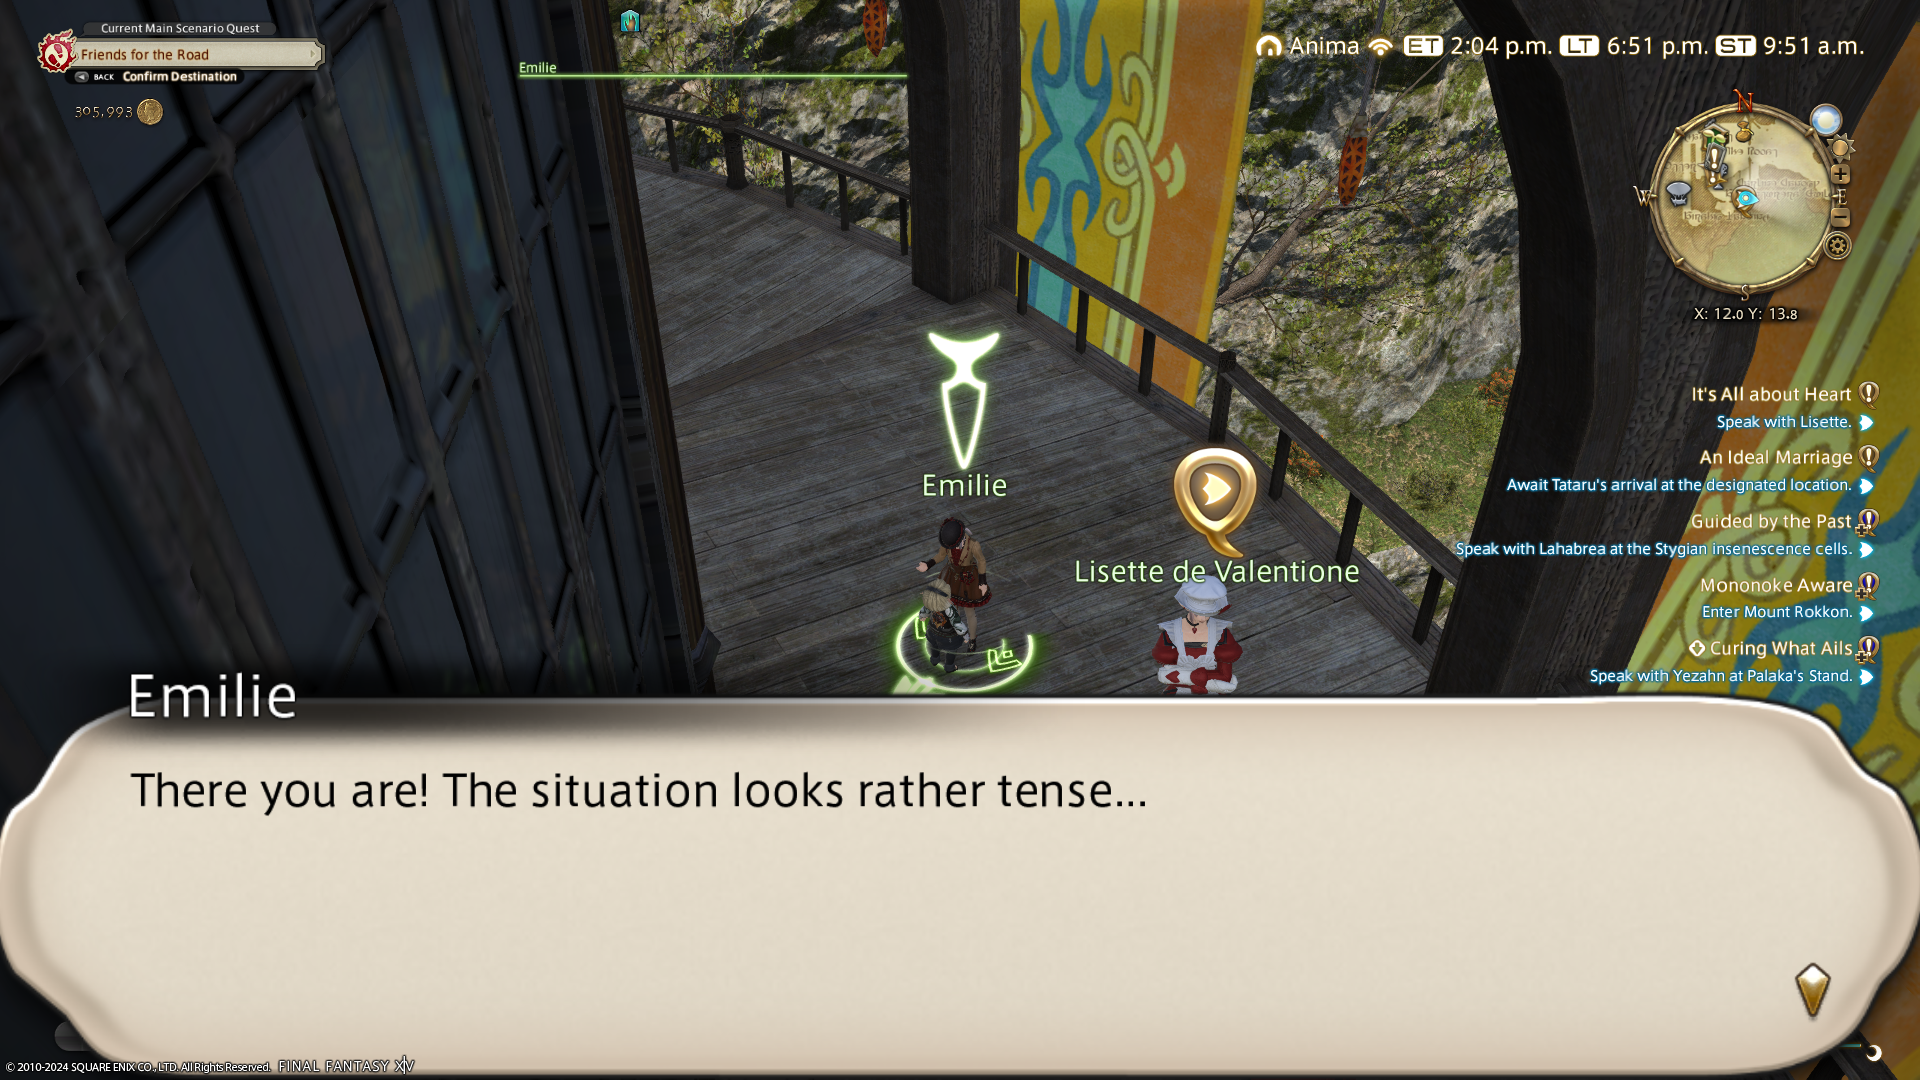 Current Main Scenario Quest
Friends for the Road
BACK Confirm Destination
305,993
Emilie
Anima ET 2:04 p.m. LT 6:51 p.m. ST 9:51 a.m.
N
W
E
S
X: 12.0 Y: 13.8
It's All about Heart
Speak with Lisette.
An Ideal Marriage
Await Tataru's arrival at the designated location.
Guided by the Past
Speak with Lahabrea at the Stygian insenescence cells.
Mononoke Aware
Enter Mount Rokkon.
Curing What Ails
Speak with Yezahn at Palaka's Stand.
Emilie
Lisette de Valentione
Emilie
There you are! The situation looks rather tense...
© 2010-2024 SQUARE ENIX CO., LTD. All Rights Reserved. FINAL FANTASY XIV